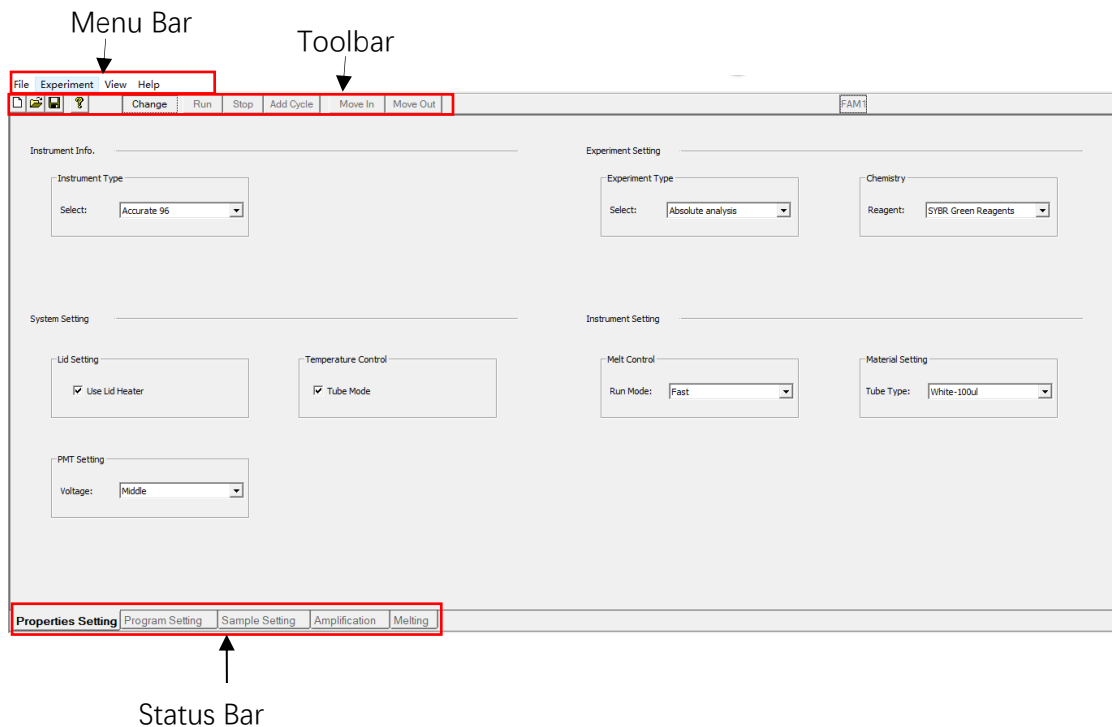 Menu Bar
Toolbar
File Experiment View Help
Change Run Stop Add Cycle Move In Move Out FAM1
Instrument Info. Experiment Setting
Instrument Type Experiment Type Chemistry
Select: Accurate 96 Select: Absolute analysis Reagent: SYBR Green Reagents
System Setting Instrument Setting
Lid Setting Temperature Control Melt Control Material Setting
Use Lid Heater Tube Mode Run Mode: Fast Tube Type: White-100ul
PMT Setting
Voltage: Middle
Properties Setting Program Setting Sample Setting Amplification Melting
Status Bar